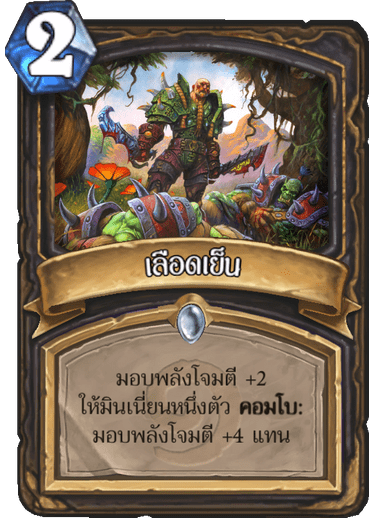 2
เลือดเย็น
มอบพลังโจมตี +2
ให้มินเนี่ยนหนึ่งตัว คอมโบ:
มอบพลังโจมตี +4 แทน